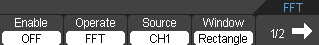 FFT
Enable Operate Source Window
OFF FFT CH1 Rectangle 1/2